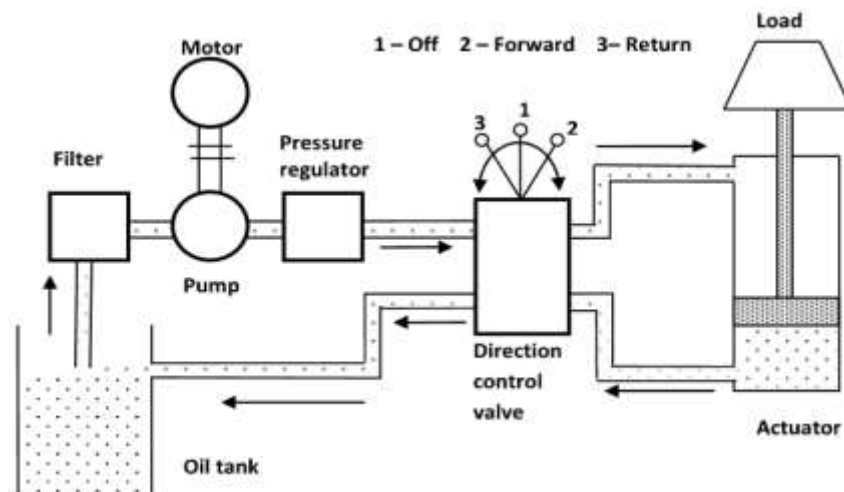 Load
Motor
1 – Off 2 – Forward 3– Return
1
3
2
Pressure
regulator
Filter
Pump
Direction
control
valve
Actuator
Oil tank